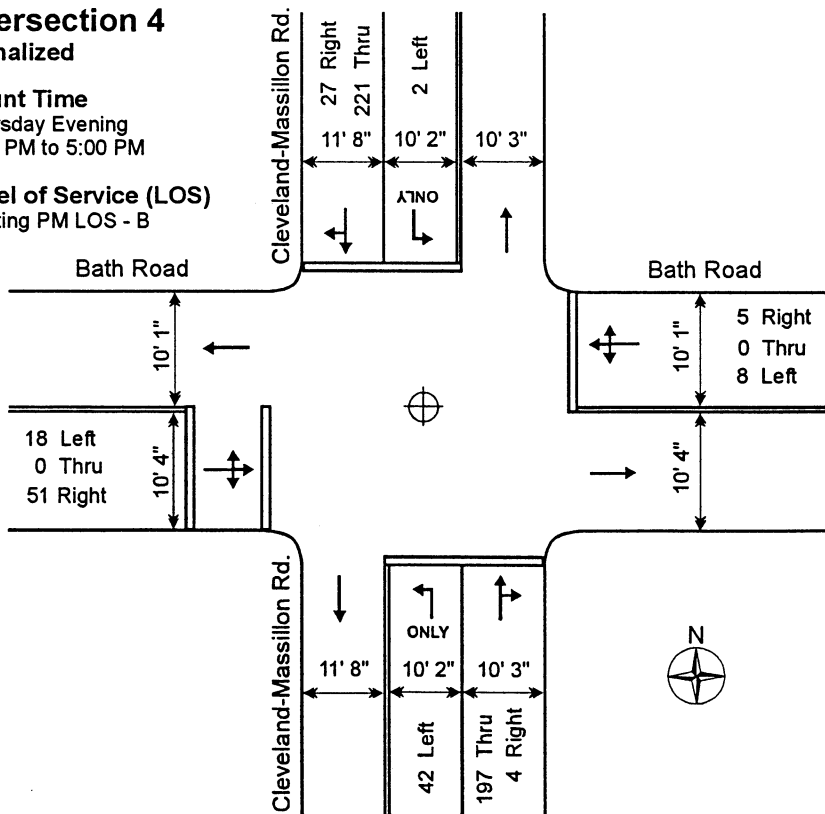 ersection 4
nalized
unt Time
rsday Evening
PM to 5:00 PM
el of Service (LOS)
ting PM LOS - B
Cleveland-Massillon Rd.
27 Right
221 Thru
2 Left
11' 8"
10' 2"
10' 3"
ONLY
Bath Road
Bath Road
10' 1"
10' 1"
5 Right
0 Thru
8 Left
18 Left
0 Thru
51 Right
10' 4"
10' 4"
Cleveland-Massillon Rd.
ONLY
N
11' 8"
10' 2"
10' 3"
42 Left
197 Thru
4 Right